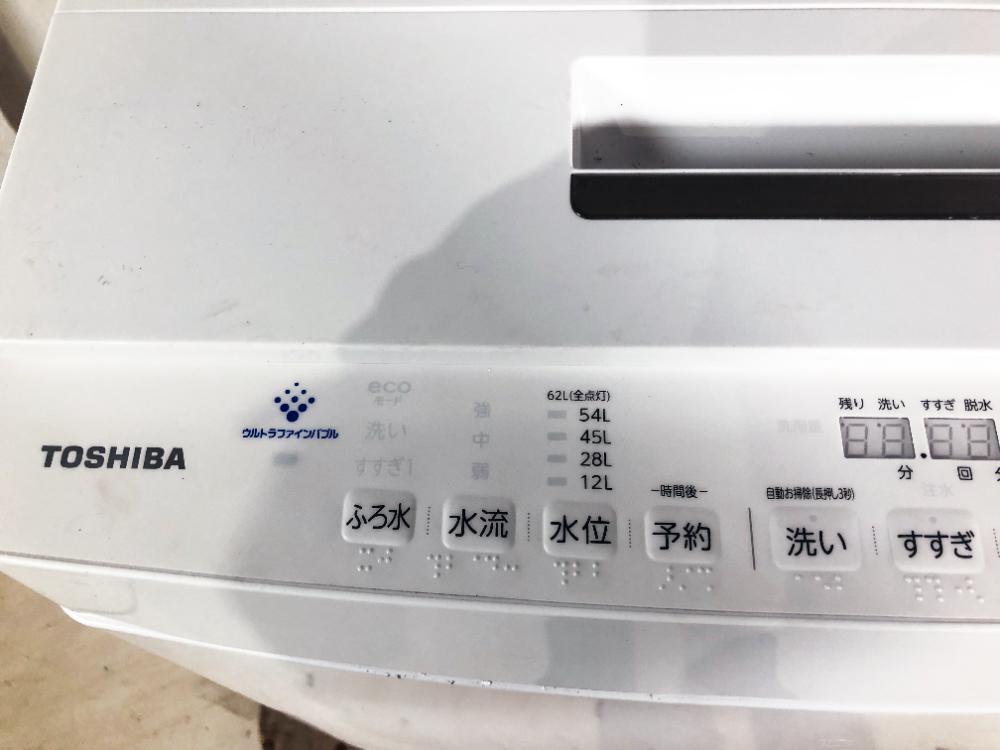 TOSHIBA
ウルトラファインバブル
eco
モード
洗い
すすぎ1
ふろ水
強
中
弱
水流
62L(全点灯)
54L
45L
28L
12L
水位
－時間後－
予約
残り 洗い すすぎ 脱水
分 回
自動お掃除(長押し3秒)
洗い
注水
すすぎ